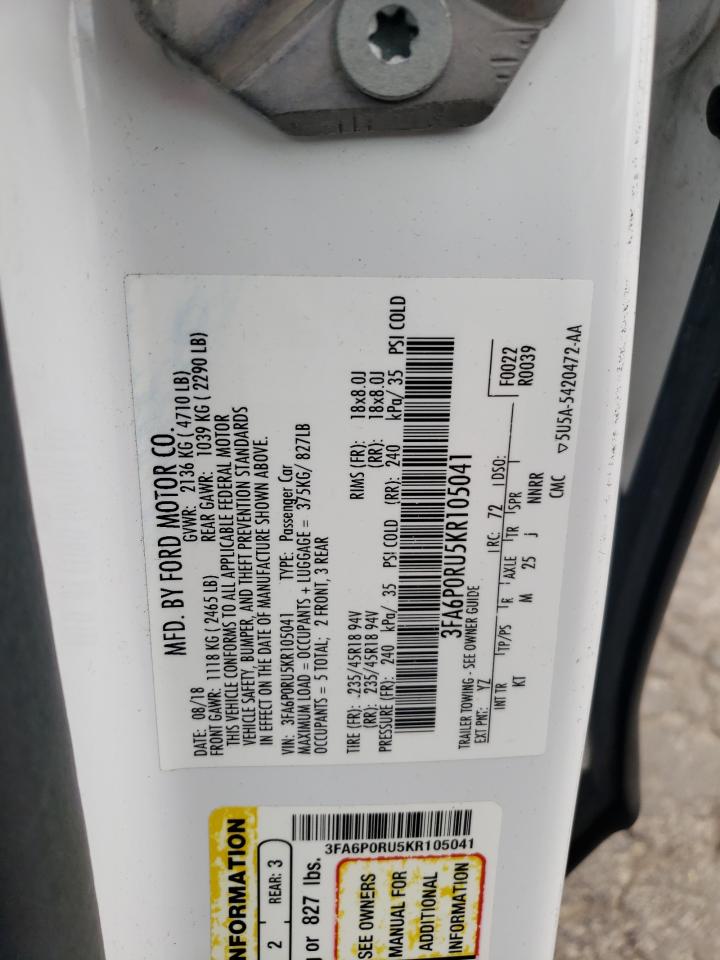 MFD. BY FORD MOTOR CO.
DATE: 08/18 GVWR: 2136 KG ( 4710 LB)
FRONT GAWR: 1118 KG ( 2465 LB) REAR GAWR: 1039 KG ( 2290 LB)
THIS VEHICLE CONFORMS TO ALL APPLICABLE FEDERAL MOTOR
VEHICLE SAFETY, BUMPER, AND THEFT PREVENTION STANDARDS
IN EFFECT ON THE DATE OF MANUFACTURE SHOWN ABOVE.
VIN: 3FA6P0RU5KR105041 TYPE: Passenger Car
MAXIMUM LOAD = OCCUPANTS + LUGGAGE = 375KG/ 827LB
OCCUPANTS = 5 TOTAL; 2 FRONT, 3 REAR
TIRE (FR): 235/45R18 94V RIMS (FR): 18x8.0J
(RR): 235/45R18 94V (RR): 18x8.0J
PRESSURE (FR): 240 kPa/ 35 PSI COLD (RR): 240 kPa/ 35 PSI COLD
3FA6P0RU5KR105041
TRAILER TOWING - SEE OWNER GUIDE
EXT PNT: YZ RC: 72 DSO: F0022
INT TR TP/PS R AXLE TR SPR R0039
KT M 25 j NNRR
CMC ▽5U5A-5420472-AA
INFORMATION
2 REAR: 3
3FA6P0RU5KR105041
or 827 lbs.
SEE OWNERS
MANUAL FOR
ADDITIONAL
INFORMATION